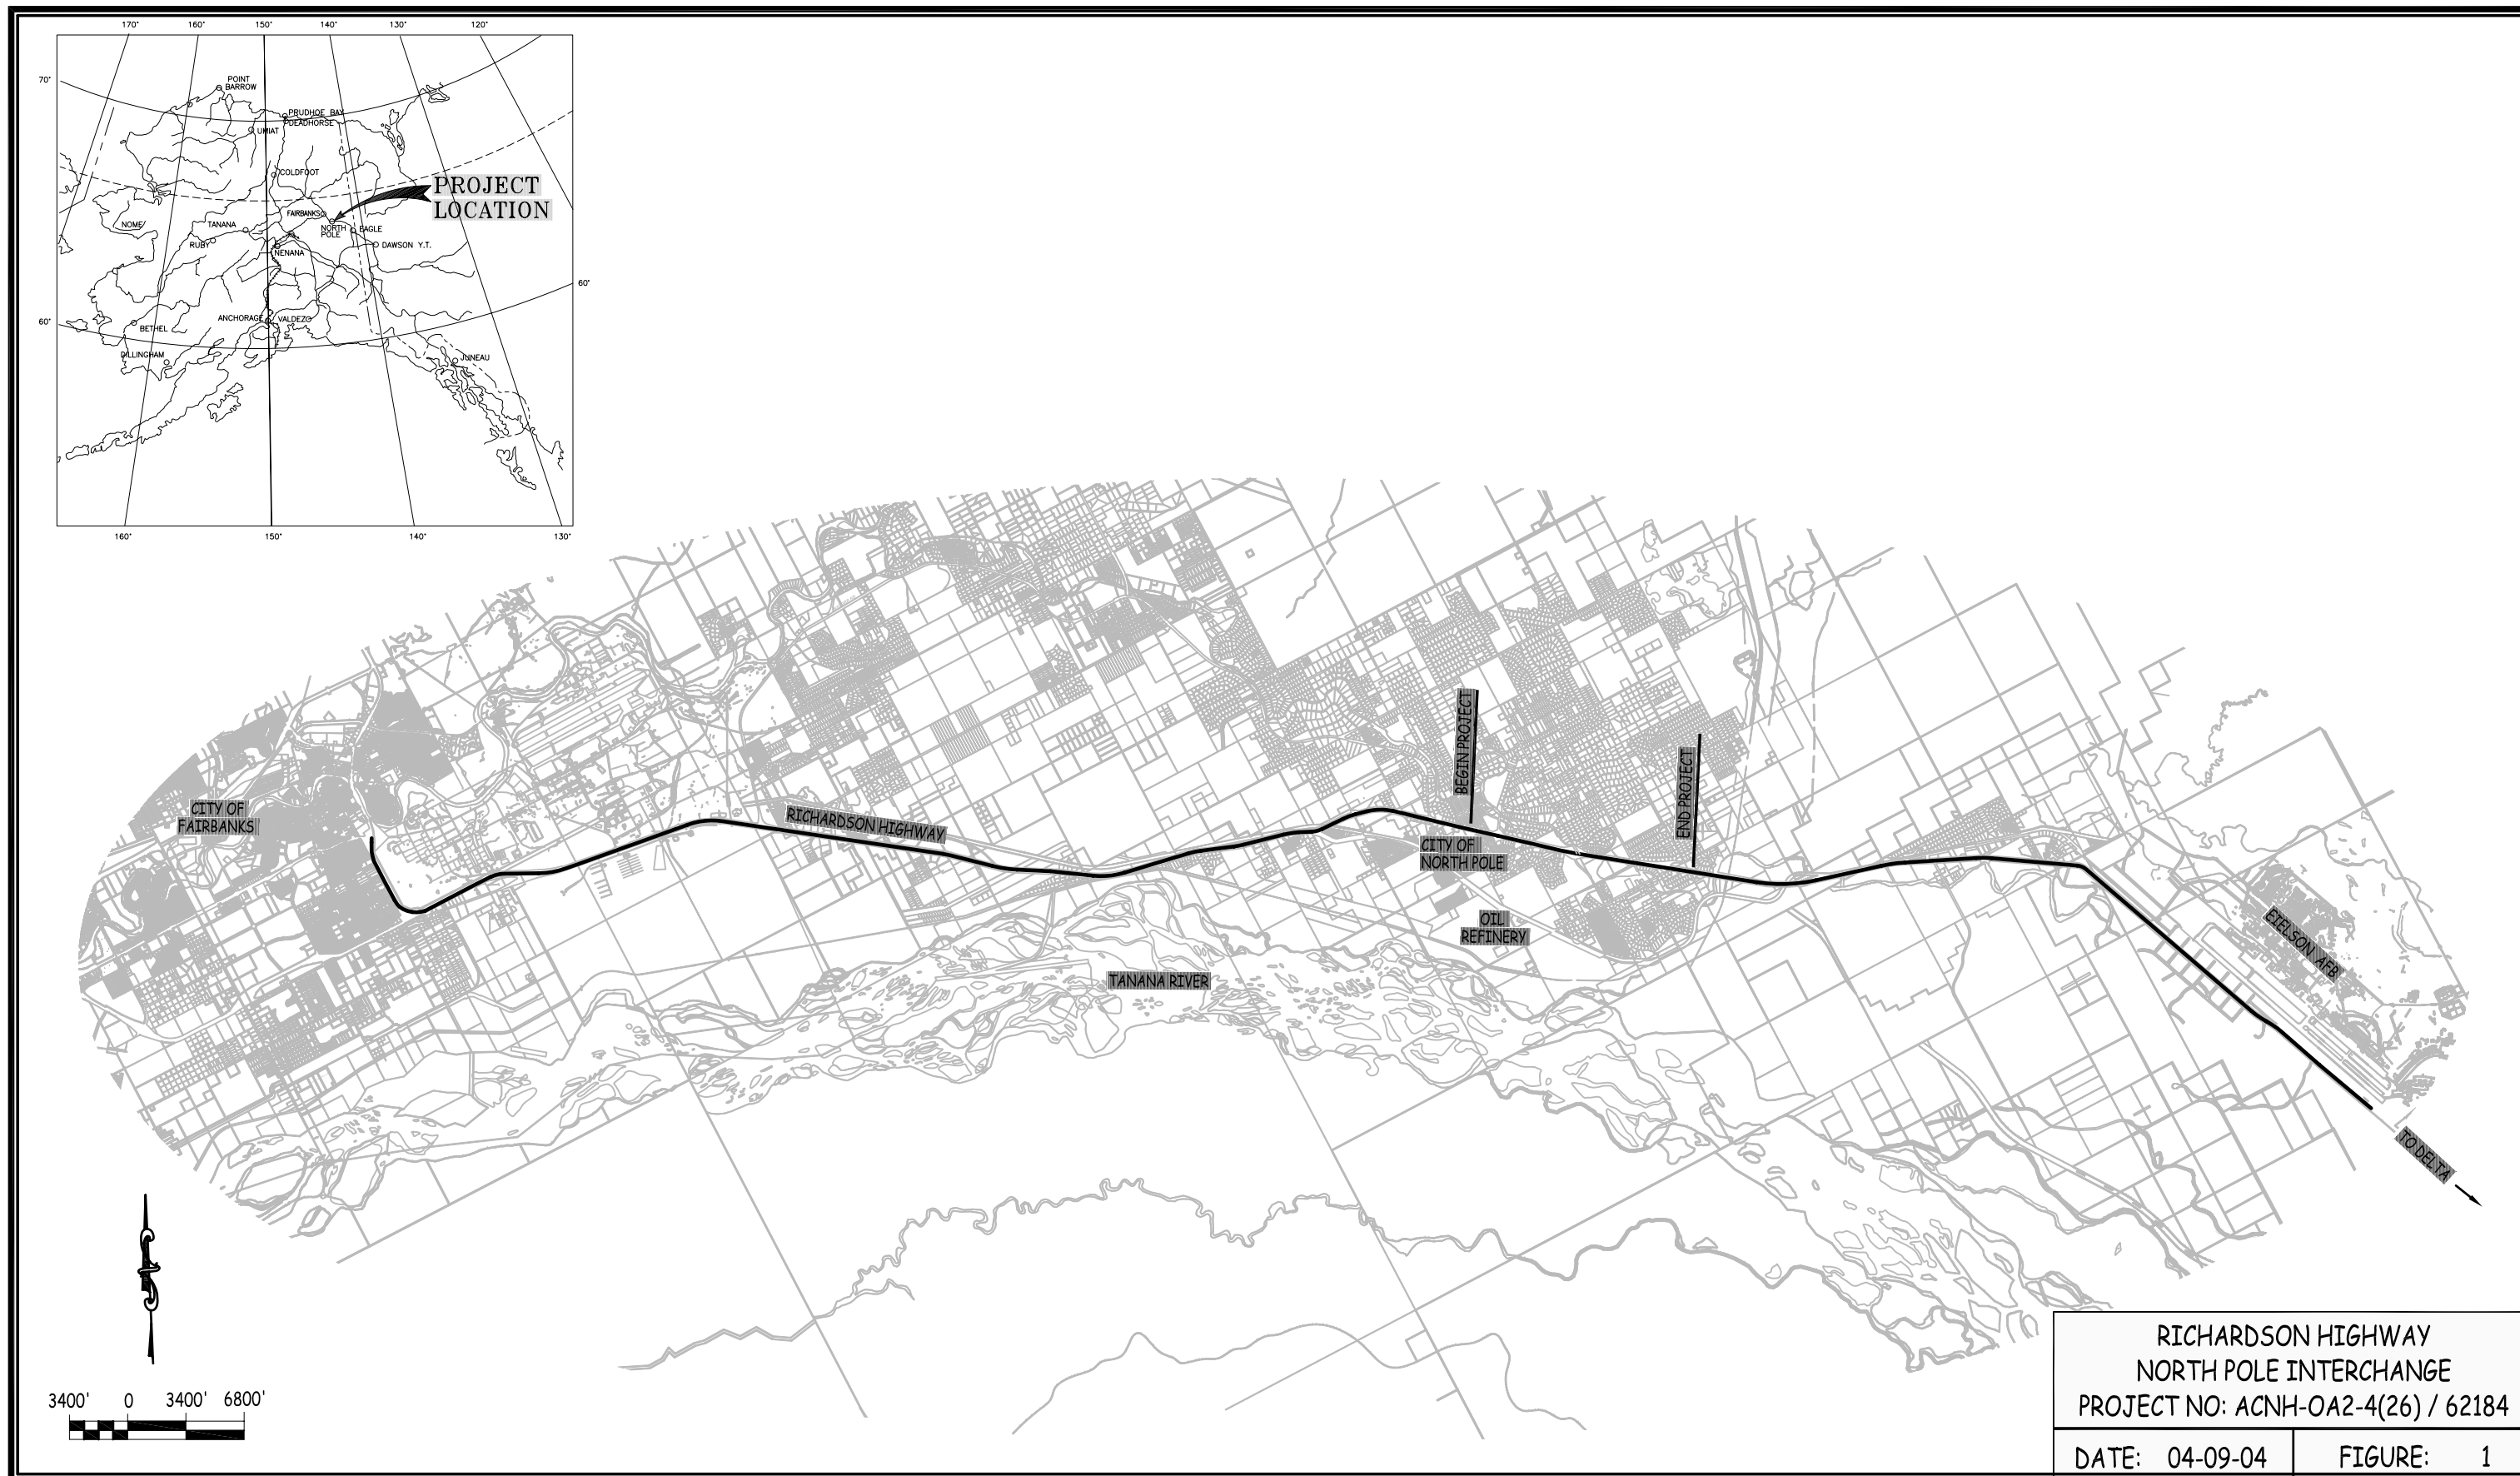 170°
160°
150°
140°
130°
120°
70°
POINT
BARROW
PRUDHOE BAY
DEADHORSE
UMIAT
COLDFOOT
PROJECT
LOCATION
FAIRBANKS
NOME
TANANA
NORTH
POLE
EAGLE
RUBY
DAWSON Y.T.
NENANA
60°
60°
ANCHORAGE
VALDEZ
BETHEL
DILLINGHAM
JUNEAU
160°
150°
140°
130°
BEGIN PROJECT
END PROJECT
CITY OF
FAIRBANKS
RICHARDSON HIGHWAY
CITY OF
NORTH POLE
OIL
REFINERY
EIELSON AFB
TANANA RIVER
TO DELTA
3400' 0 3400' 6800'
RICHARDSON HIGHWAY
NORTH POLE INTERCHANGE
PROJECT NO: ACNH-OA2-4(26) / 62184
DATE: 04-09-04
FIGURE: 1